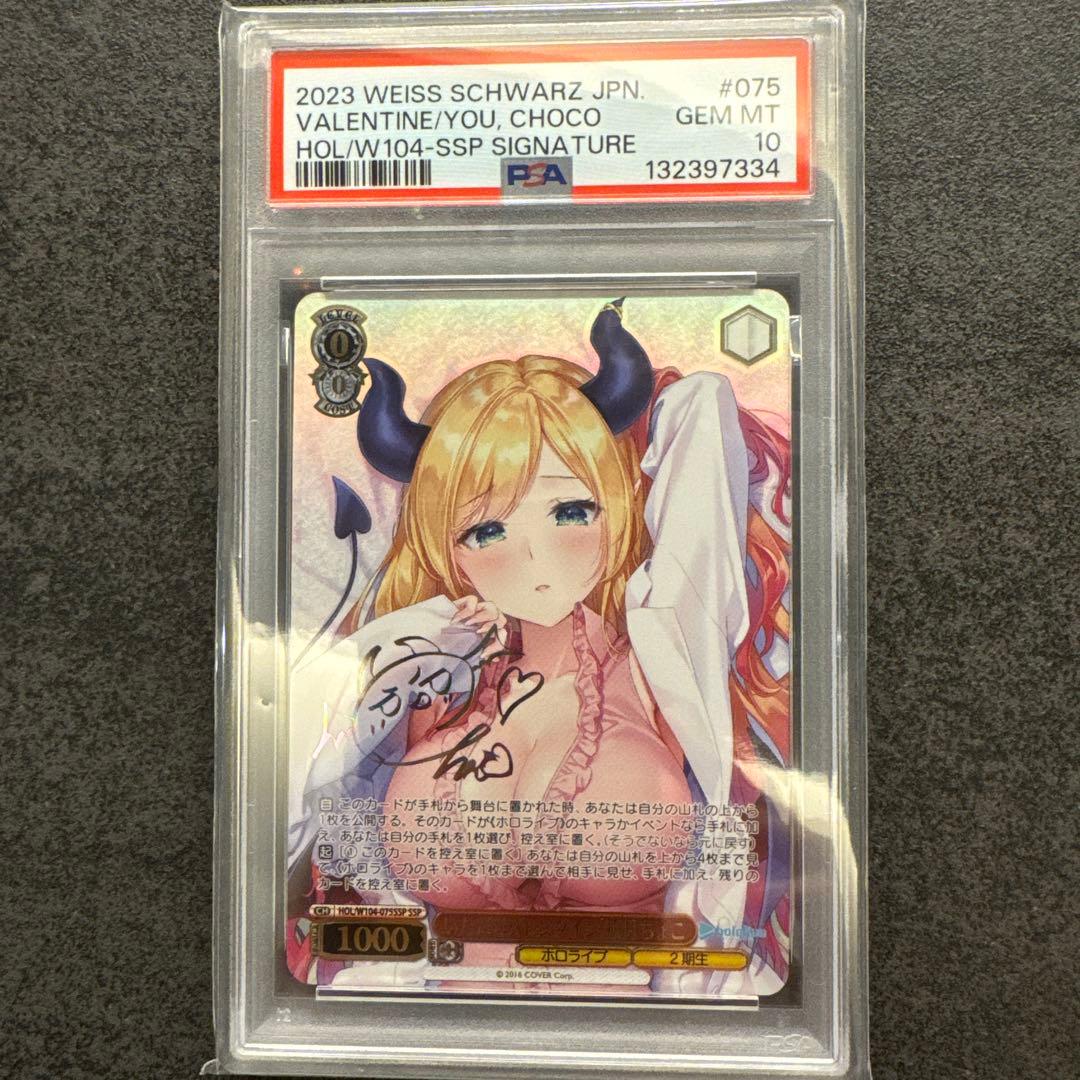 2023 WEISS SCHWARZ JPN. #075
VALENTINE/YOU, CHOCO GEM MT
HOL/W104-SSP SIGNATURE 10
PSA 132397334
LEVEL
0
0
COST
自 このカードが手札から舞台に置かれた時、あなたは自分の山札の上から
1枚を公開する。そのカードが《ホロライブ》のキャラかイベントなら手札に加
え、あなたは自分の手札を1枚選び、控え室に置く。(そうでないなら元に戻す)
起 [① このカードを控え室に置く] あなたは自分の山札を上から4枚まで見
て、《ホロライブ》のキャラを1枚まで選んで相手に見せ、手札に加え、残りの
カードを控え室に置く。
CH HOL/W104-075SSP SSP
1000
ホロライブ 2期生
© 2016 COVER Corp.